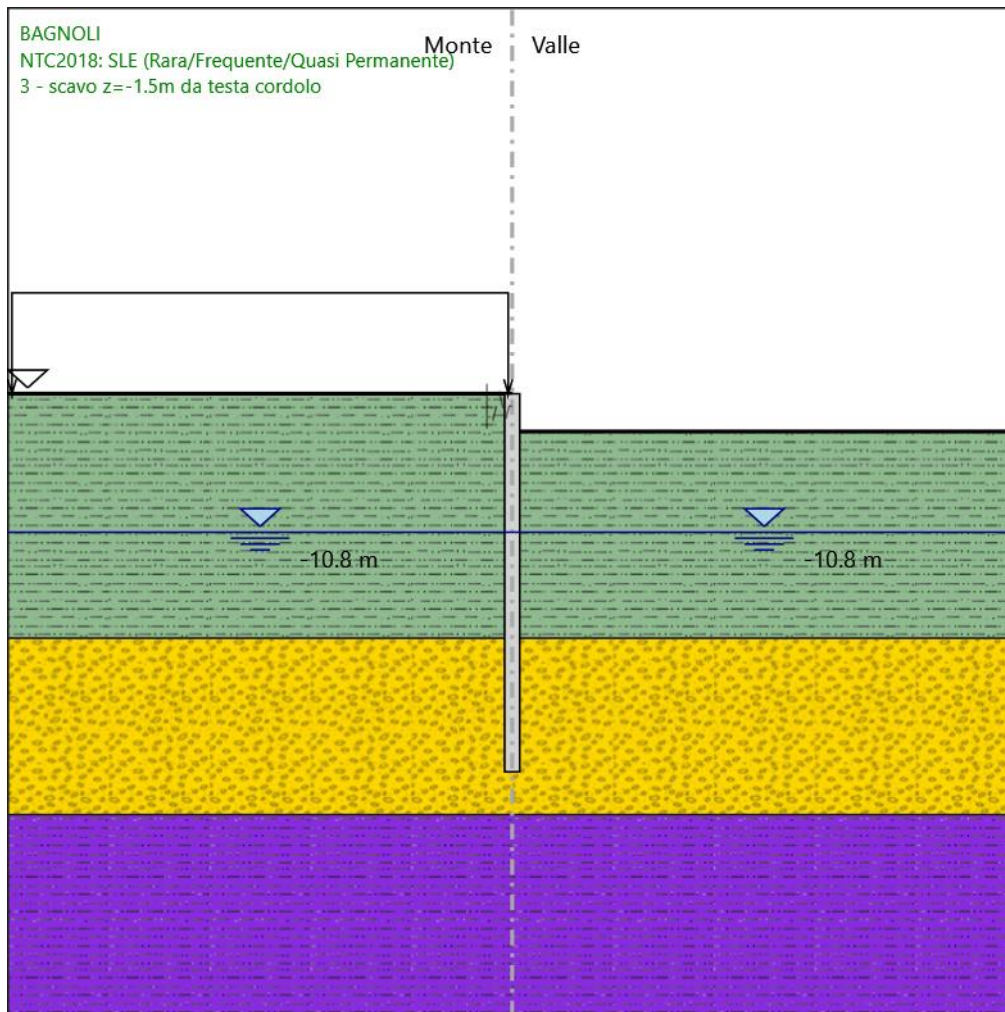 BAGNOLI
Monte Valle
NTC2018: SLE (Rara/Frequente/Quasi Permanente)
3 - scavo z=-1.5m da testa cordolo
-10.8 m -10.8 m